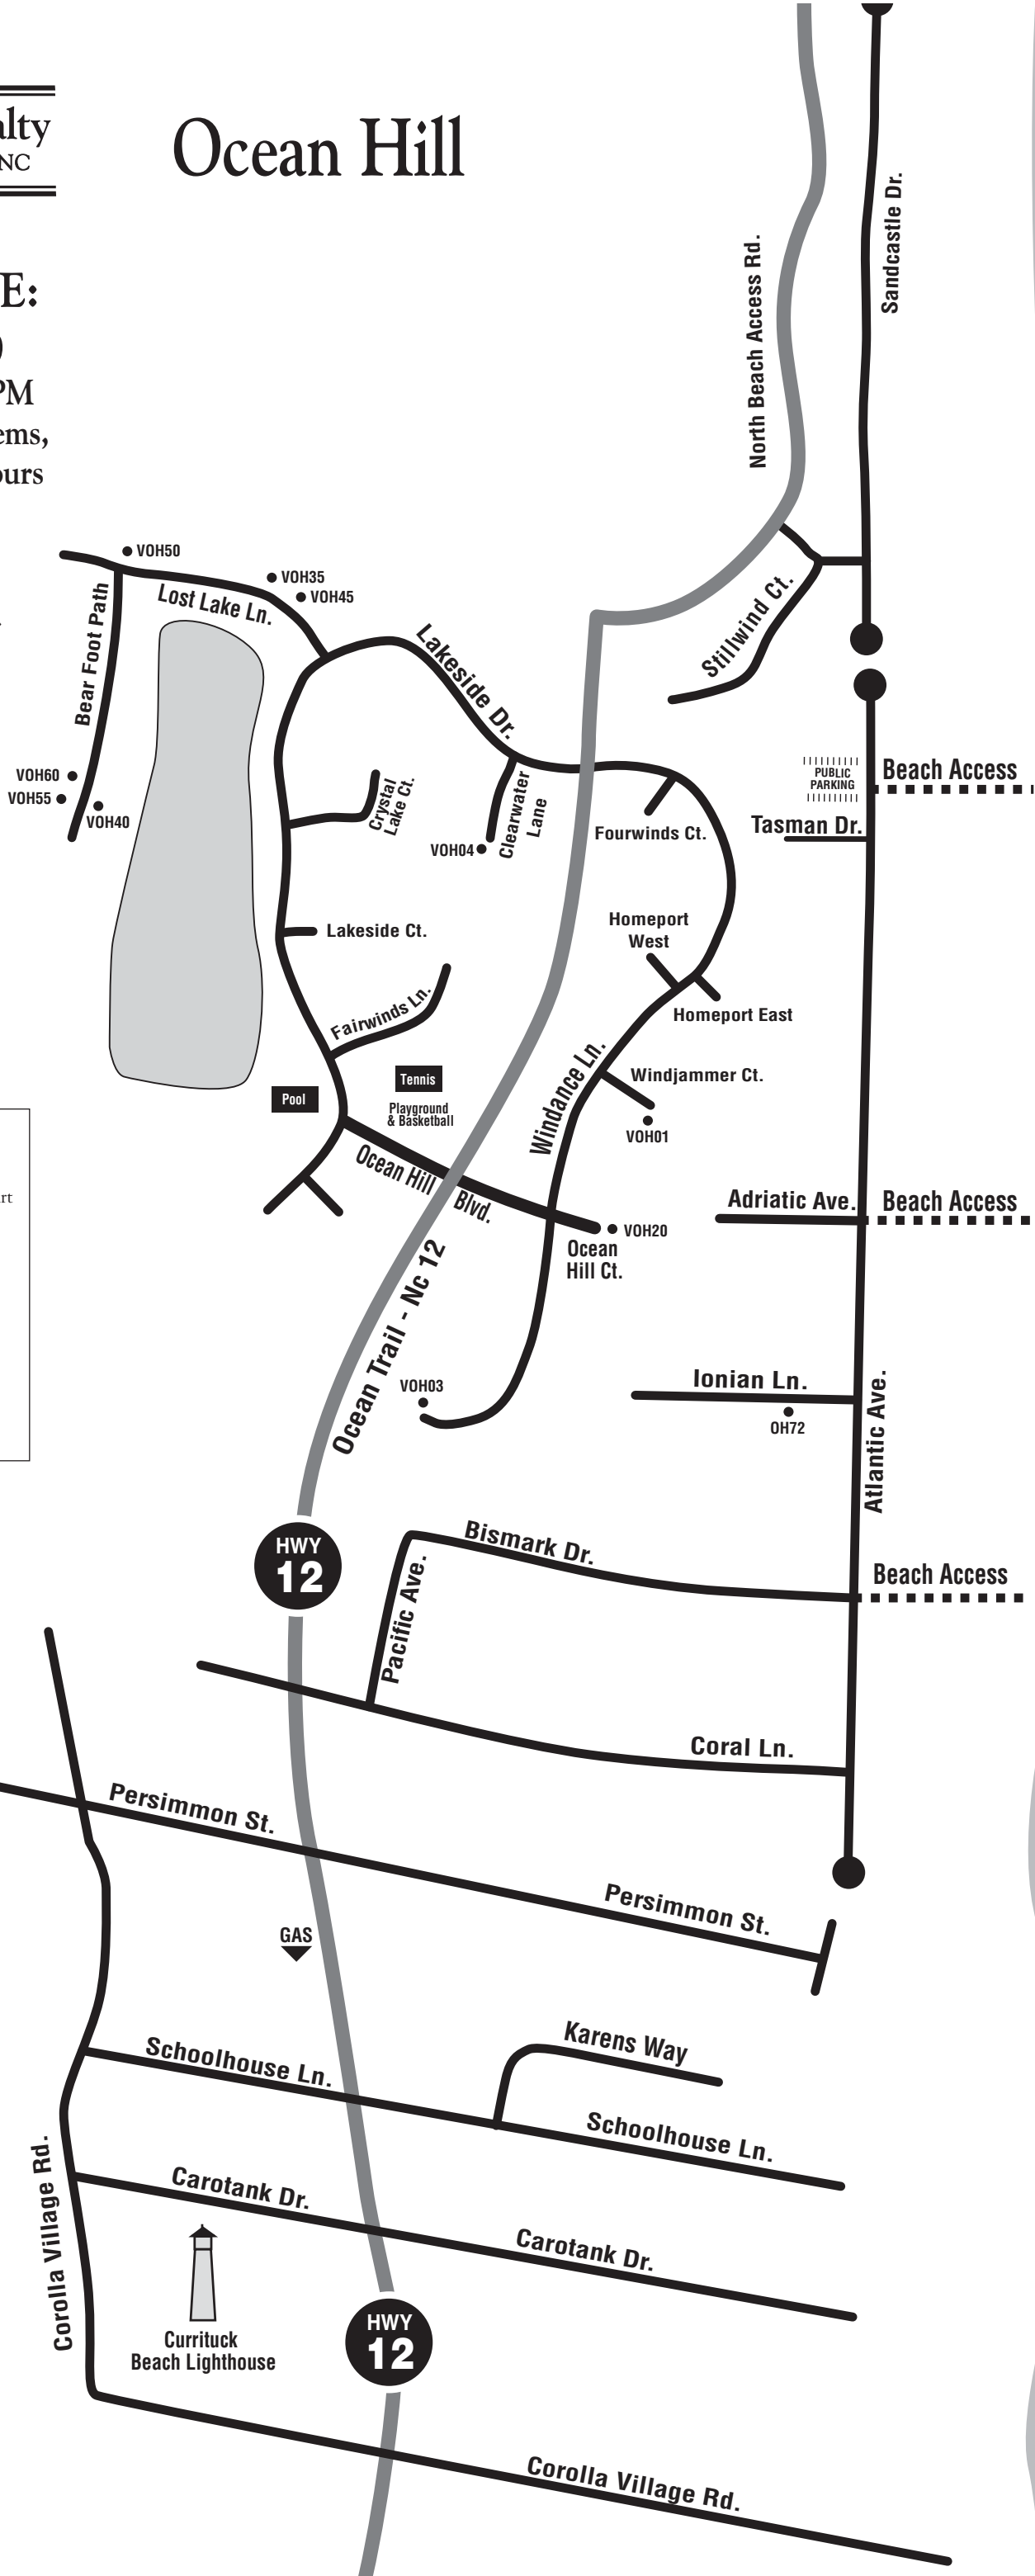 Ocean Hill
NC
E:
PM
ours
North Beach Access Rd.
Sandcastle Dr.
VOH50
VOH35
VOH45
Lost Lake Ln.
Bear Foot Path
Lakeside Dr.
Stillwind Ct.
VOH60
VOH55
VOH40
Crystal
Lake Ct.
Clearwater
Lane
VOH04
Fourwinds Ct.
PUBLIC
PARKING
Beach Access
Tasman Dr.
Lakeside Ct.
Homeport
West
Homeport East
Fairwinds Ln.
Windance Ln.
Windjammer Ct.
VOH01
Pool
Tennis
Playground
& Basketball
Ocean Hill Blvd.
VOH20
Ocean
Hill Ct.
Adriatic Ave.
Beach Access
Ocean Trail - Nc 12
VOH03
Ionian Ln.
OH72
Atlantic Ave.
HWY
12
Bismark Dr.
Pacific Ave.
Beach Access
Coral Ln.
Persimmon St.
Persimmon St.
GAS
Karens Way
Schoolhouse Ln.
Schoolhouse Ln.
Corolla Village Rd.
Carotank Dr.
Carotank Dr.
Currituck
Beach Lighthouse
HWY
12
Corolla Village Rd.